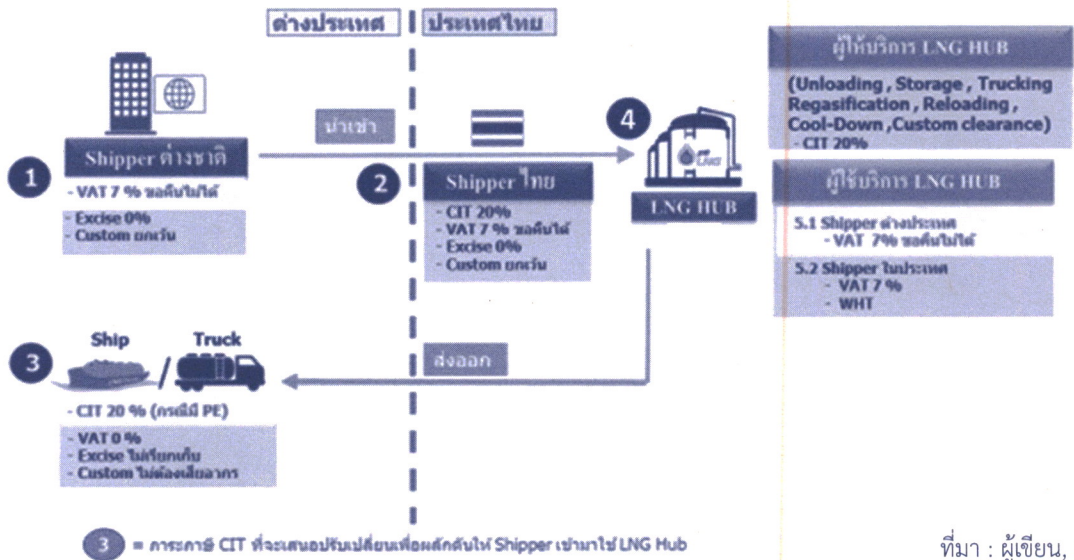 ต่างประเทศ
ประเทศไทย
1
Shipper ต่างชาติ
- VAT 7 % ขอคืนไม่ได้
- Excise 0%
- Custom ยกเว้น
นำเข้า
2
Shipper ไทย
- CIT 20%
- VAT 7 % ขอคืนได้
- Excise 0%
- Custom ยกเว้น
4
LNG HUB
ผู้ให้บริการ LNG HUB
(Unloading , Storage , Trucking
Regasification , Reloading ,
Cool-Down ,Custom clearance)
- CIT 20%
ผู้ใช้บริการ LNG HUB
5.1 Shipper ต่างประเทศ
- VAT 7% ขอคืนไม่ได้
5.2 Shipper ในประเทศ
- VAT 7 %
- WHT
3
Ship / Truck
ส่งออก
- CIT 20 % (กรณีมี PE)
- VAT 0 %
- Excise ไม่เรียกเก็บ
- Custom ไม่ต้องเสียอากร
3 = ภาระภาษี CIT ที่จะเสนอปรับเปลี่ยนเพื่อผลักดันให้ Shipper เข้ามาใช้ LNG Hub
ที่มา : ผู้เขียน,